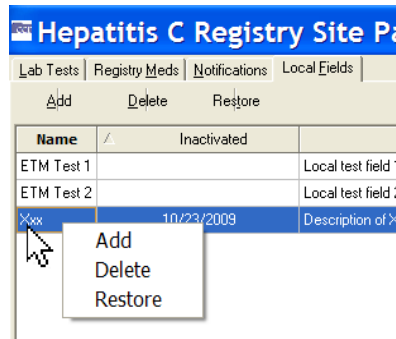 Hepatitis C Registry Site Pa
Lab Tests Registry Meds Notifications Local Fields
Add Delete Restore
Name Inactivated
ETM Test 1 Local test field 1
ETM Test 2 Local test field 2
Xxx 10/23/2009 Description of X
Add
Delete
Restore